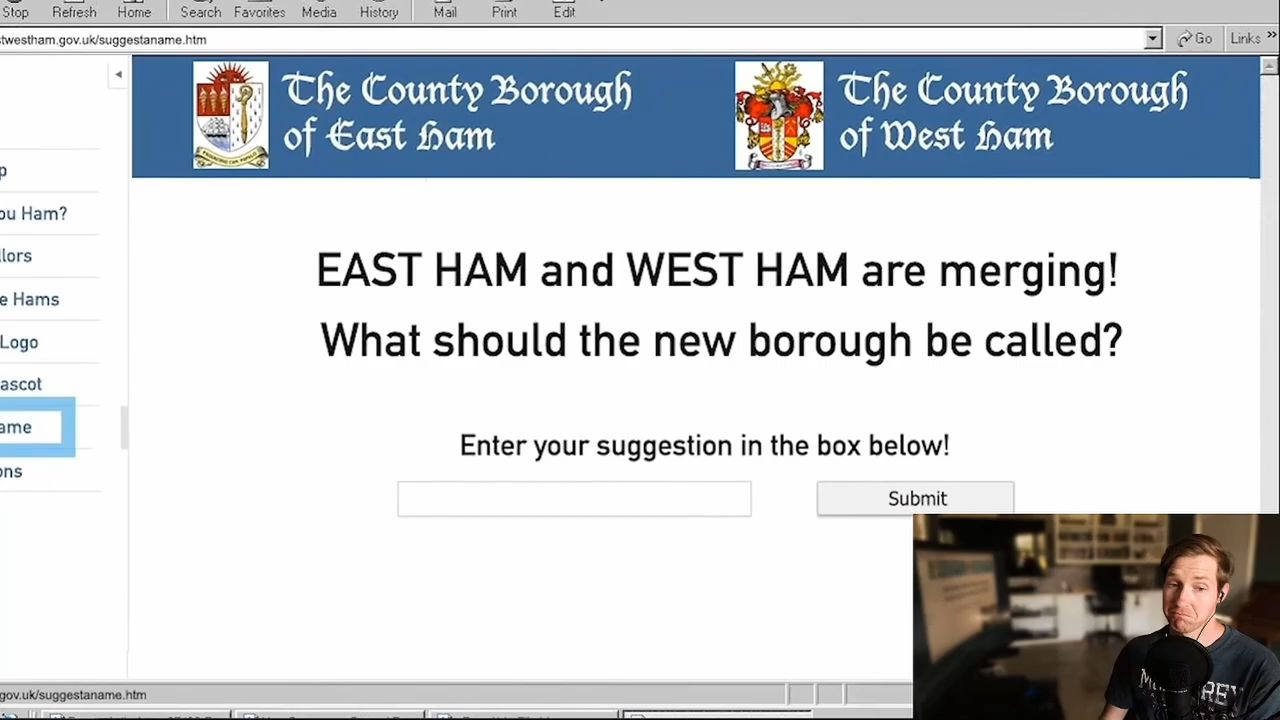 Stop Refresh Home Search Favorites Media History Mail Print Edit
twestham.gov.uk/suggestaname.htm
Go Links »
The County Borough
of East Ham
The County Borough
of West Ham
p
ou Ham?
llors
e Hams
Logo
ascot
ame
ons
EAST HAM and WEST HAM are merging!
What should the new borough be called?
Enter your suggestion in the box below!
Submit
gov.uk/suggestaname.htm